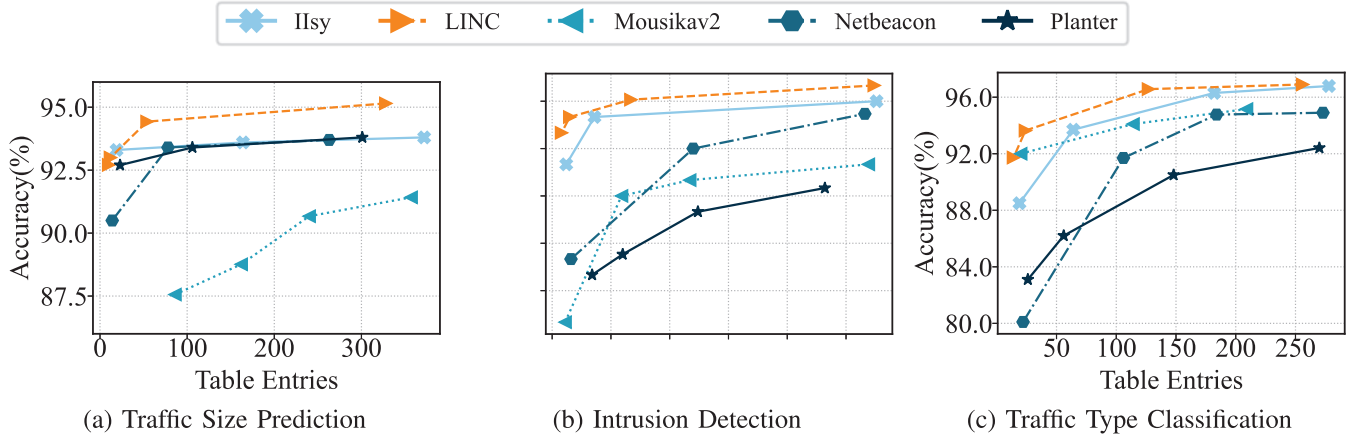 IIsy LINC Mousikav2 Netbeacon Planter
Accuracy(%)
95.0
92.5
90.0
87.5
0 100 200 300
Table Entries
(a) Traffic Size Prediction
(b) Intrusion Detection
Accuracy(%)
96.0
92.0
88.0
84.0
80.0
50 100 150 200 250
Table Entries
(c) Traffic Type Classification